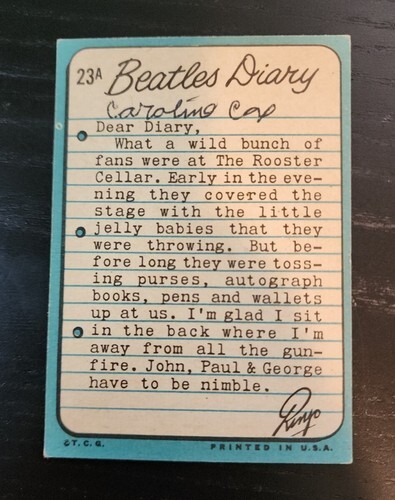 23A Beatles Diary
Caroline Cox
Dear Diary,
What a wild bunch of
fans were at The Rooster
Cellar. Early in the eve-
ning they covered the
stage with the little
jelly babies that they
were throwing. But be-
fore long they were toss-
ing purses, autograph
books, pens and wallets
up at us. I'm glad I sit
in the back where I'm
away from all the gun-
fire. John, Paul & George
have to be nimble.
Ringo
©T.C.G. PRINTED IN U.S.A.